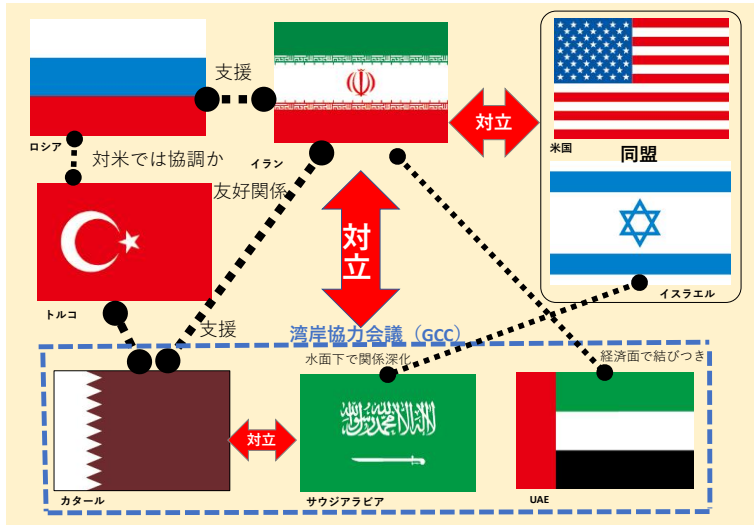 支援
対立
ロシア
イラン
米国
同盟
対米では協調か
友好関係
対立
イスラエル
トルコ
支援
湾岸協力会議（GCC）
水面下で関係深化
経済面で結びつき
対立
カタール
サウジアラビア
UAE